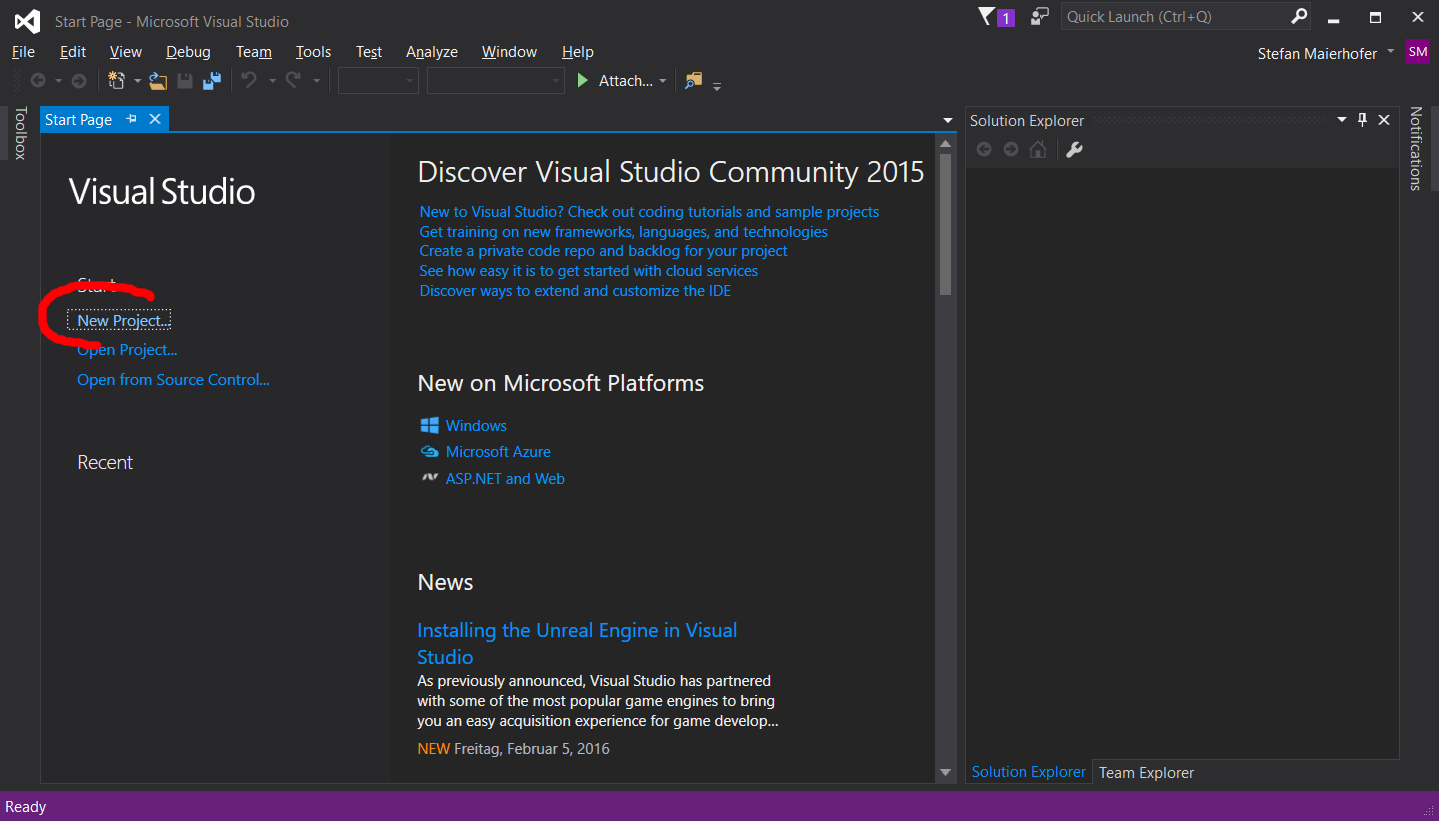 Start Page - Microsoft Visual Studio
1
Quick Launch (Ctrl+Q)
File Edit View Debug Team Tools Test Analyze Window Help
Stefan Maierhofer SM
Attach...
Toolbox
Start Page
Visual Studio
Start
New Project...
Open Project...
Open from Source Control...
Recent
Discover Visual Studio Community 2015
New to Visual Studio? Check out coding tutorials and sample projects
Get training on new frameworks, languages, and technologies
Create a private code repo and backlog for your project
See how easy it is to get started with cloud services
Discover ways to extend and customize the IDE
New on Microsoft Platforms
Windows
Microsoft Azure
ASP.NET and Web
News
Installing the Unreal Engine in Visual
Studio
As previously announced, Visual Studio has partnered
with some of the most popular game engines to bring
you an easy acquisition experience for game develop...
NEW Freitag, Februar 5, 2016
Solution Explorer
Solution Explorer Team Explorer
Notifications
Ready